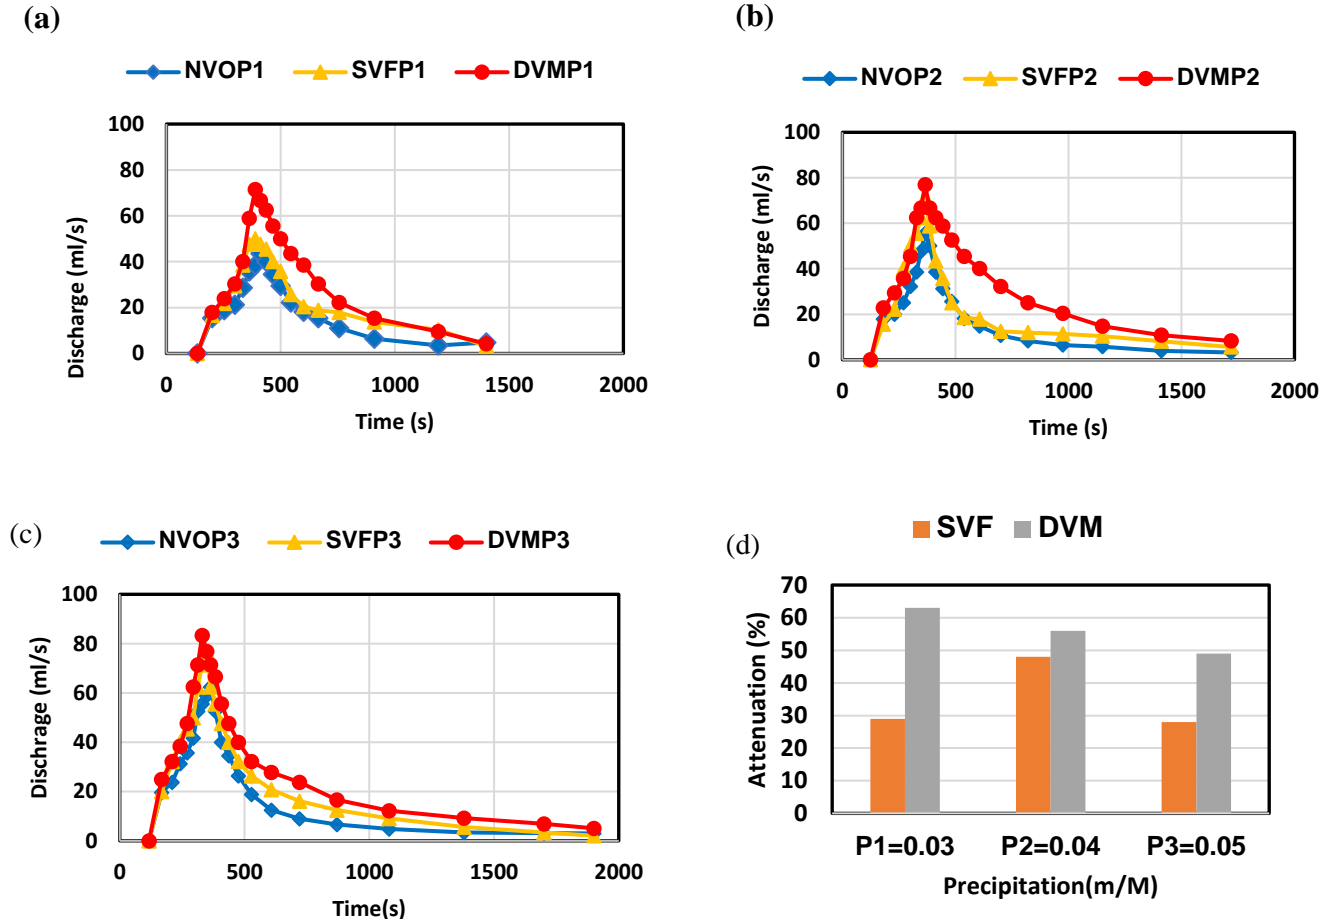 (a)
NVOP1 SVFP1 DVMP1
Discharge (ml/s)
100
80
60
40
20
0
0 500 1000 1500 2000
Time (s)
(b)
NVOP2 SVFP2 DVMP2
Discharge (ml/s)
100
80
60
40
20
0
0 500 1000 1500 2000
Time (s)
(c)
NVOP3 SVFP3 DVMP3
Dischrage (ml/s)
100
80
60
40
20
0
0 500 1000 1500 2000
Time(s)
(d)
SVF DVM
Attenuation (%)
70
60
50
40
30
20
10
0
P1=0.03 P2=0.04 P3=0.05
Precipitation(m/M)